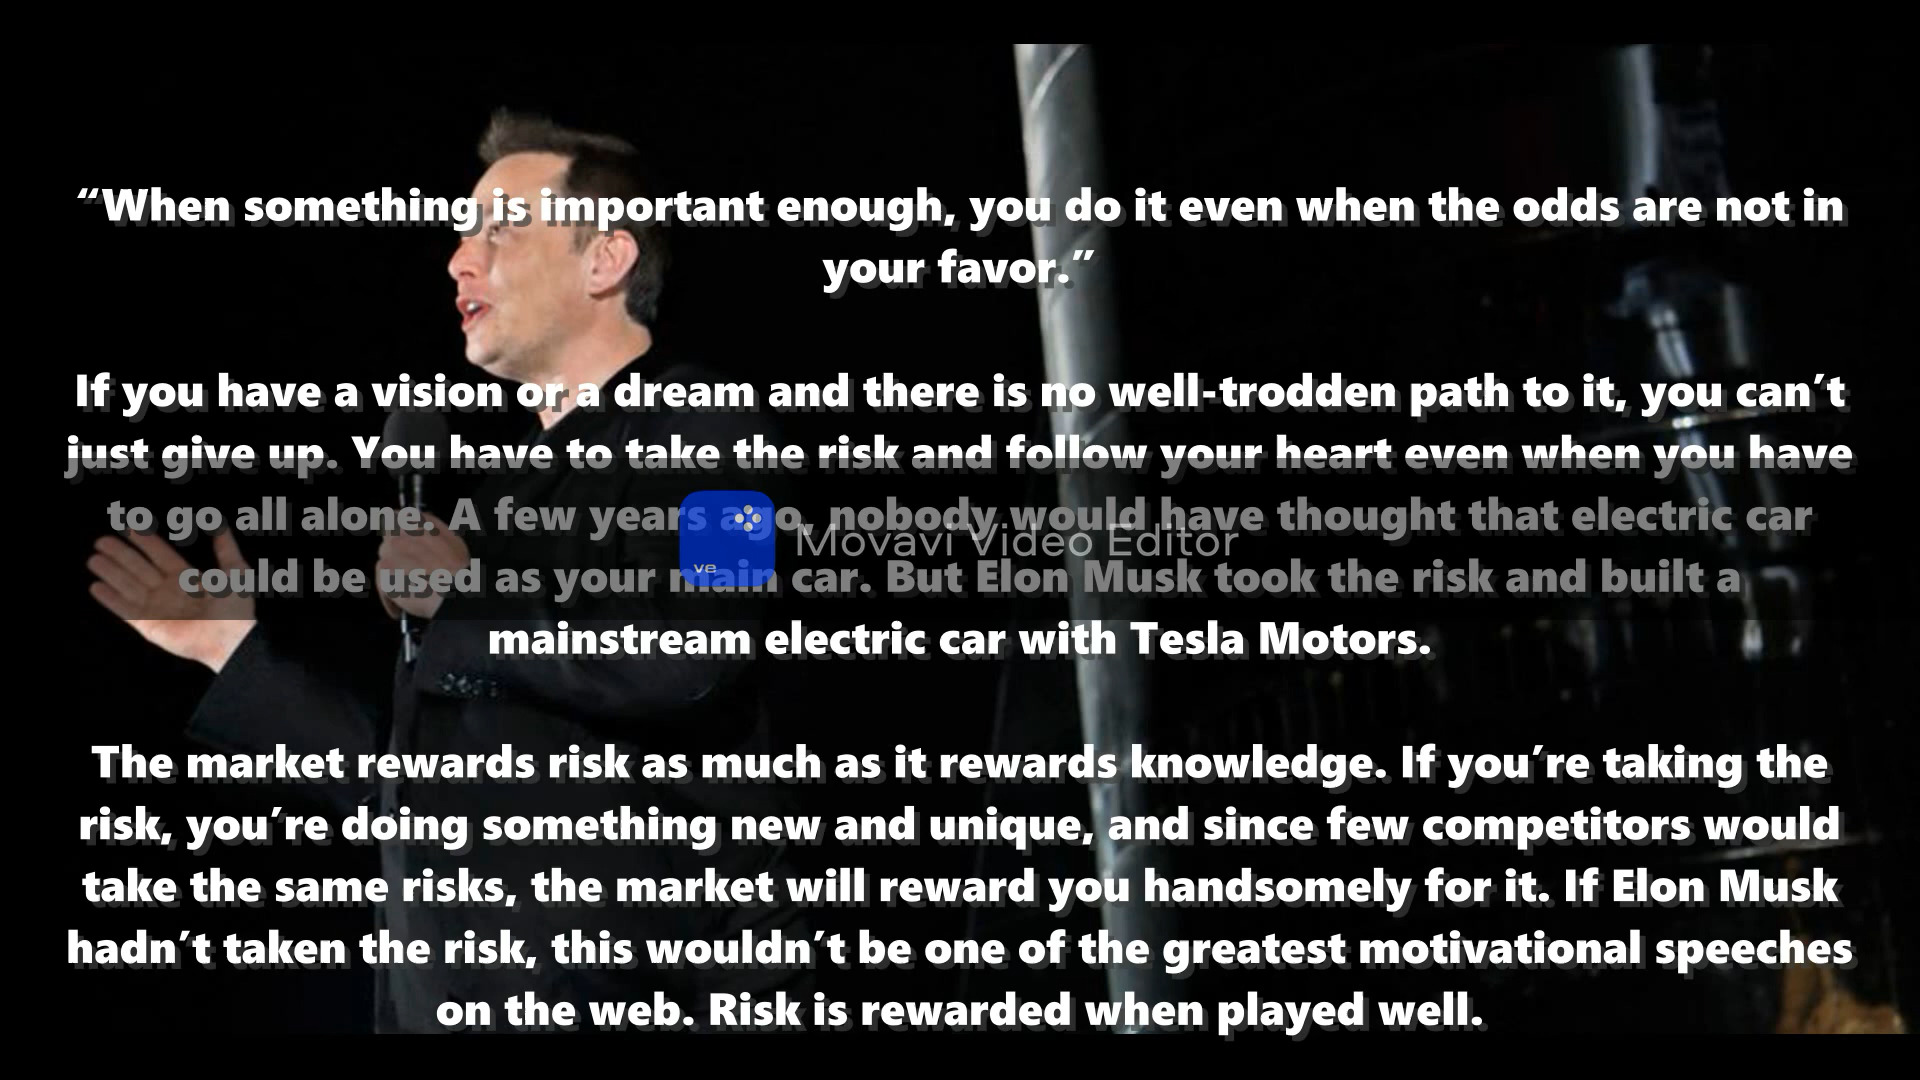 “When something is important enough, you do it even when the odds are not in
your favor.”
If you have a vision or a dream and there is no well-trodden path to it, you can’t
just give up. You have to take the risk and follow your heart even when you have
to go all alone. A few years ago, nobody would have thought that electric car
could be used as your main car. But Elon Musk took the risk and built a
mainstream electric car with Tesla Motors.
The market rewards risk as much as it rewards knowledge. If you’re taking the
risk, you’re doing something new and unique, and since few competitors would
take the same risks, the market will reward you handsomely for it. If Elon Musk
hadn’t taken the risk, this wouldn’t be one of the greatest motivational speeches
on the web. Risk is rewarded when played well.
ve
Movavi Video Editor